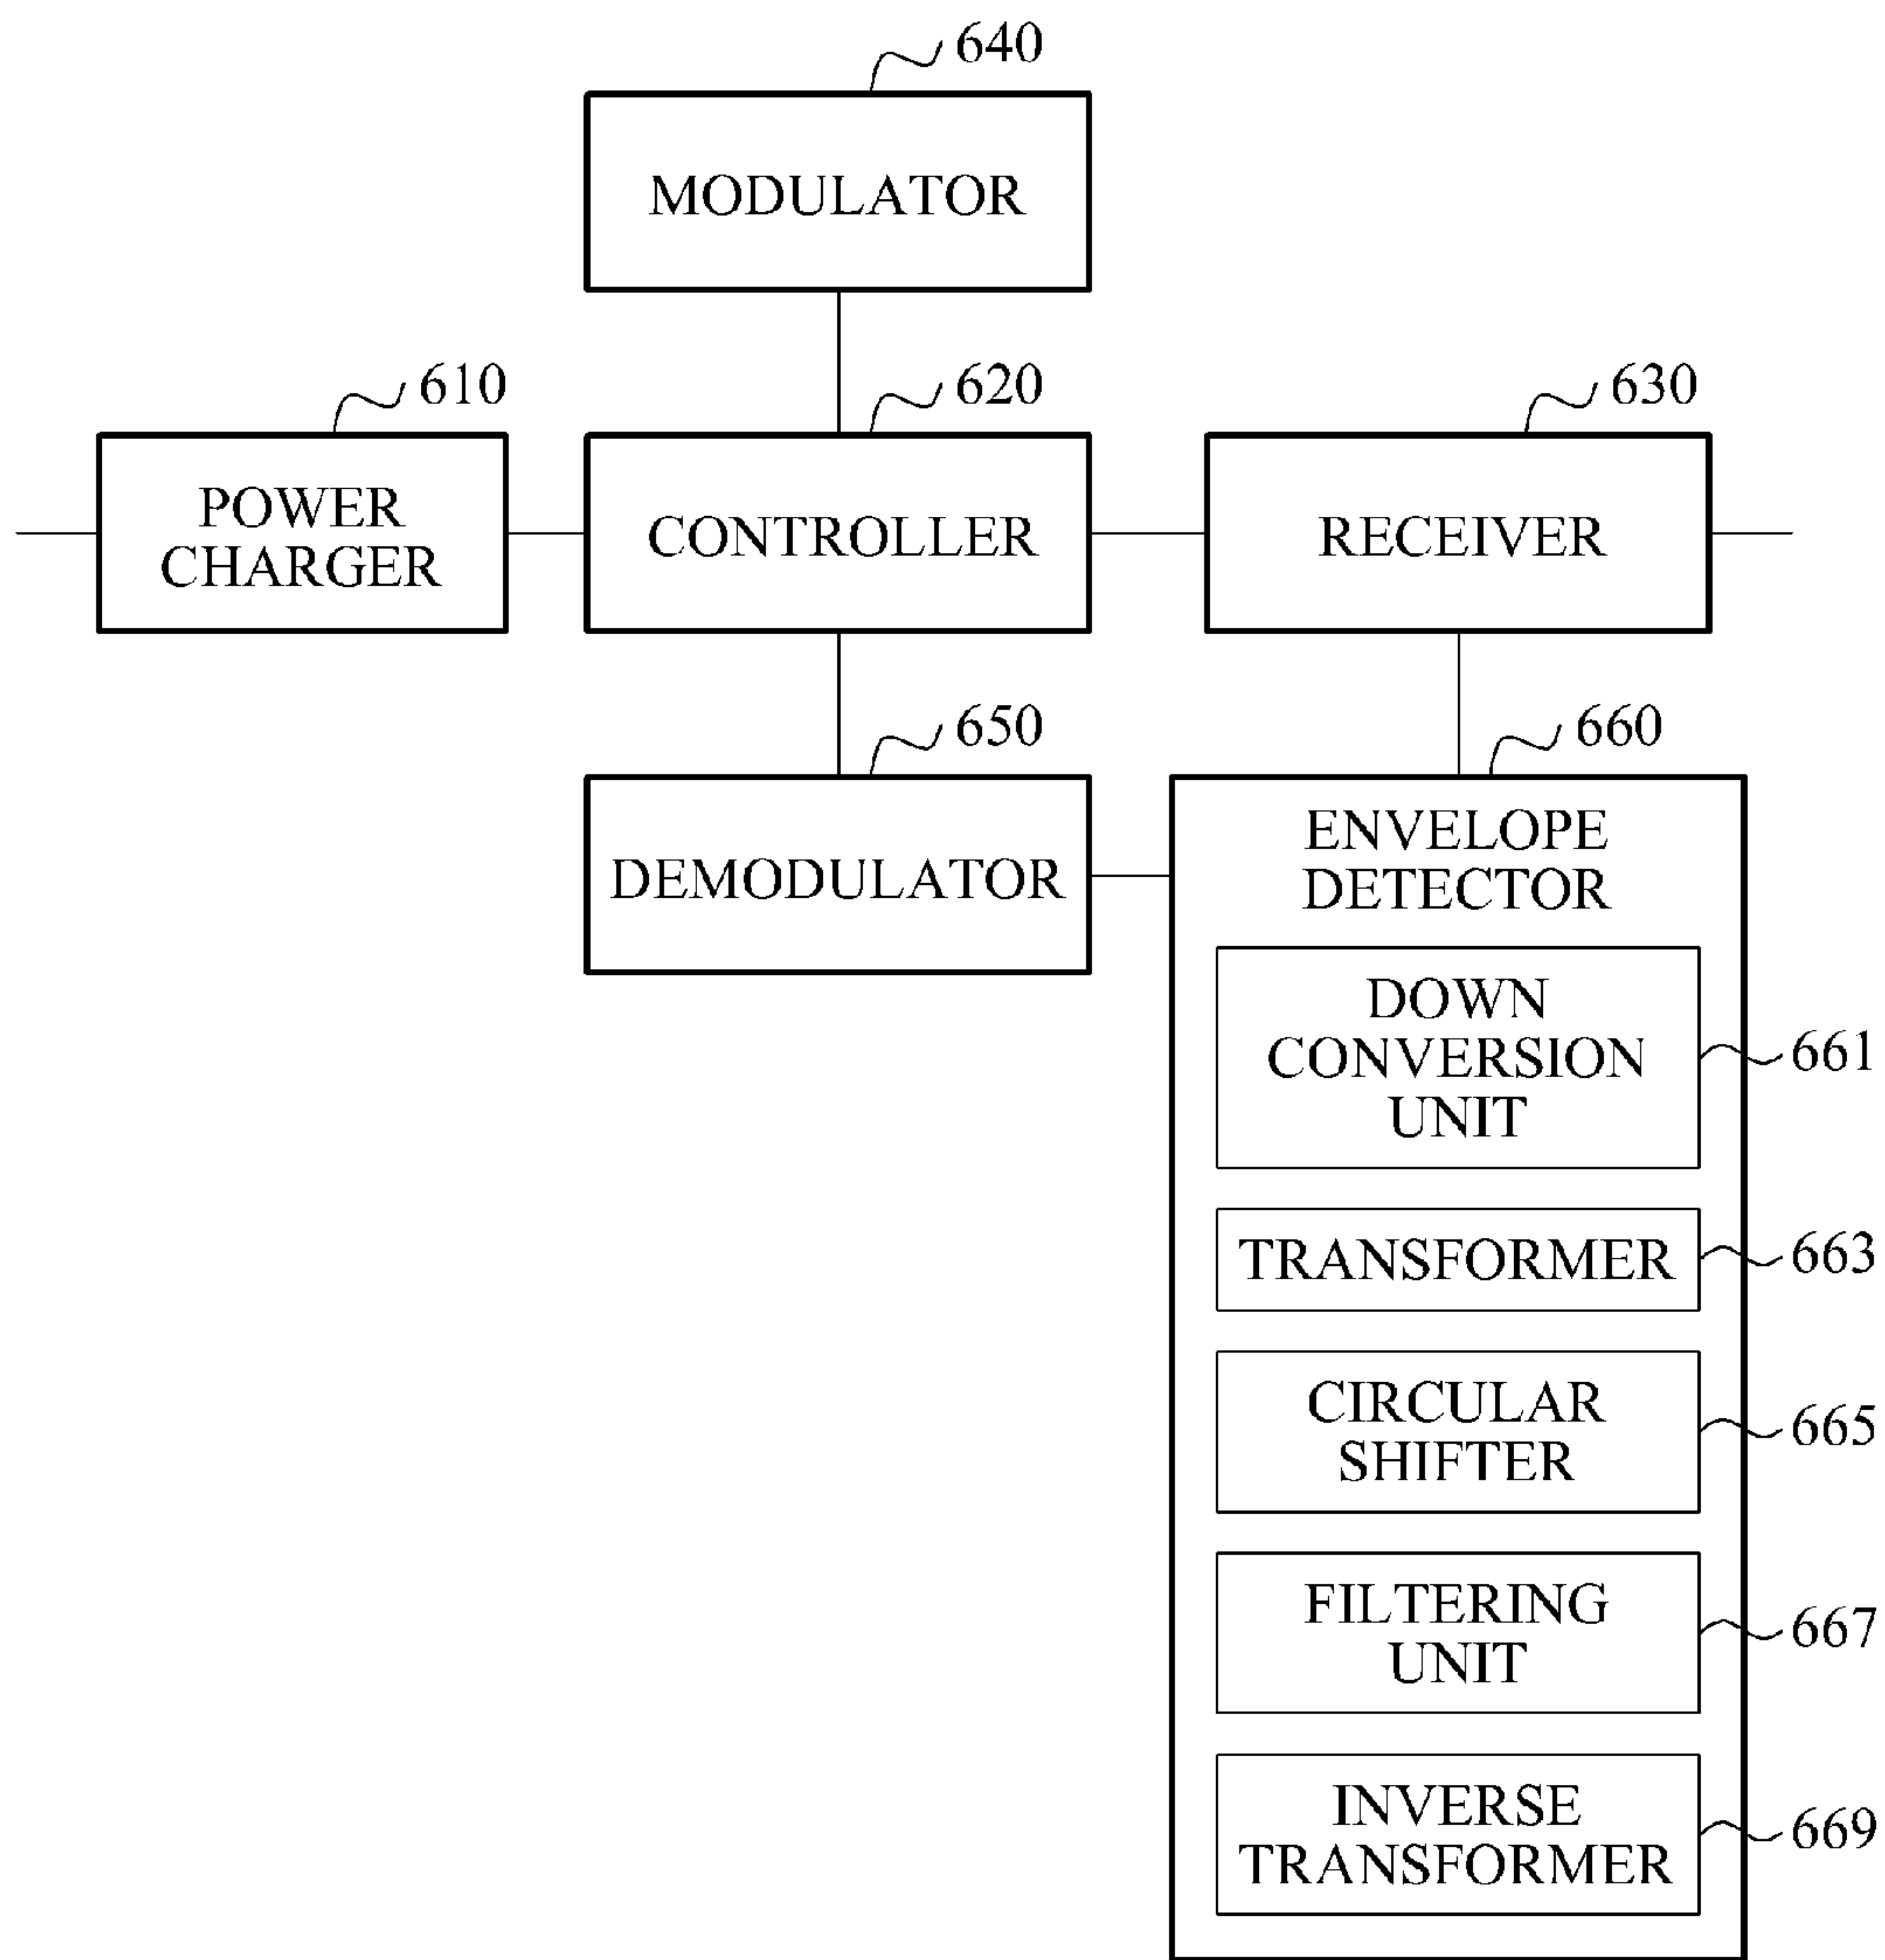 640
MODULATOR
610
620
630
POWER
CHARGER
CONTROLLER
RECEIVER
650
660
DEMODULATOR
ENVELOPE
DETECTOR
DOWN
CONVERSION
UNIT
661
TRANSFORMER
663
CIRCULAR
SHIFTER
665
FILTERING
UNIT
667
INVERSE
TRANSFORMER
669